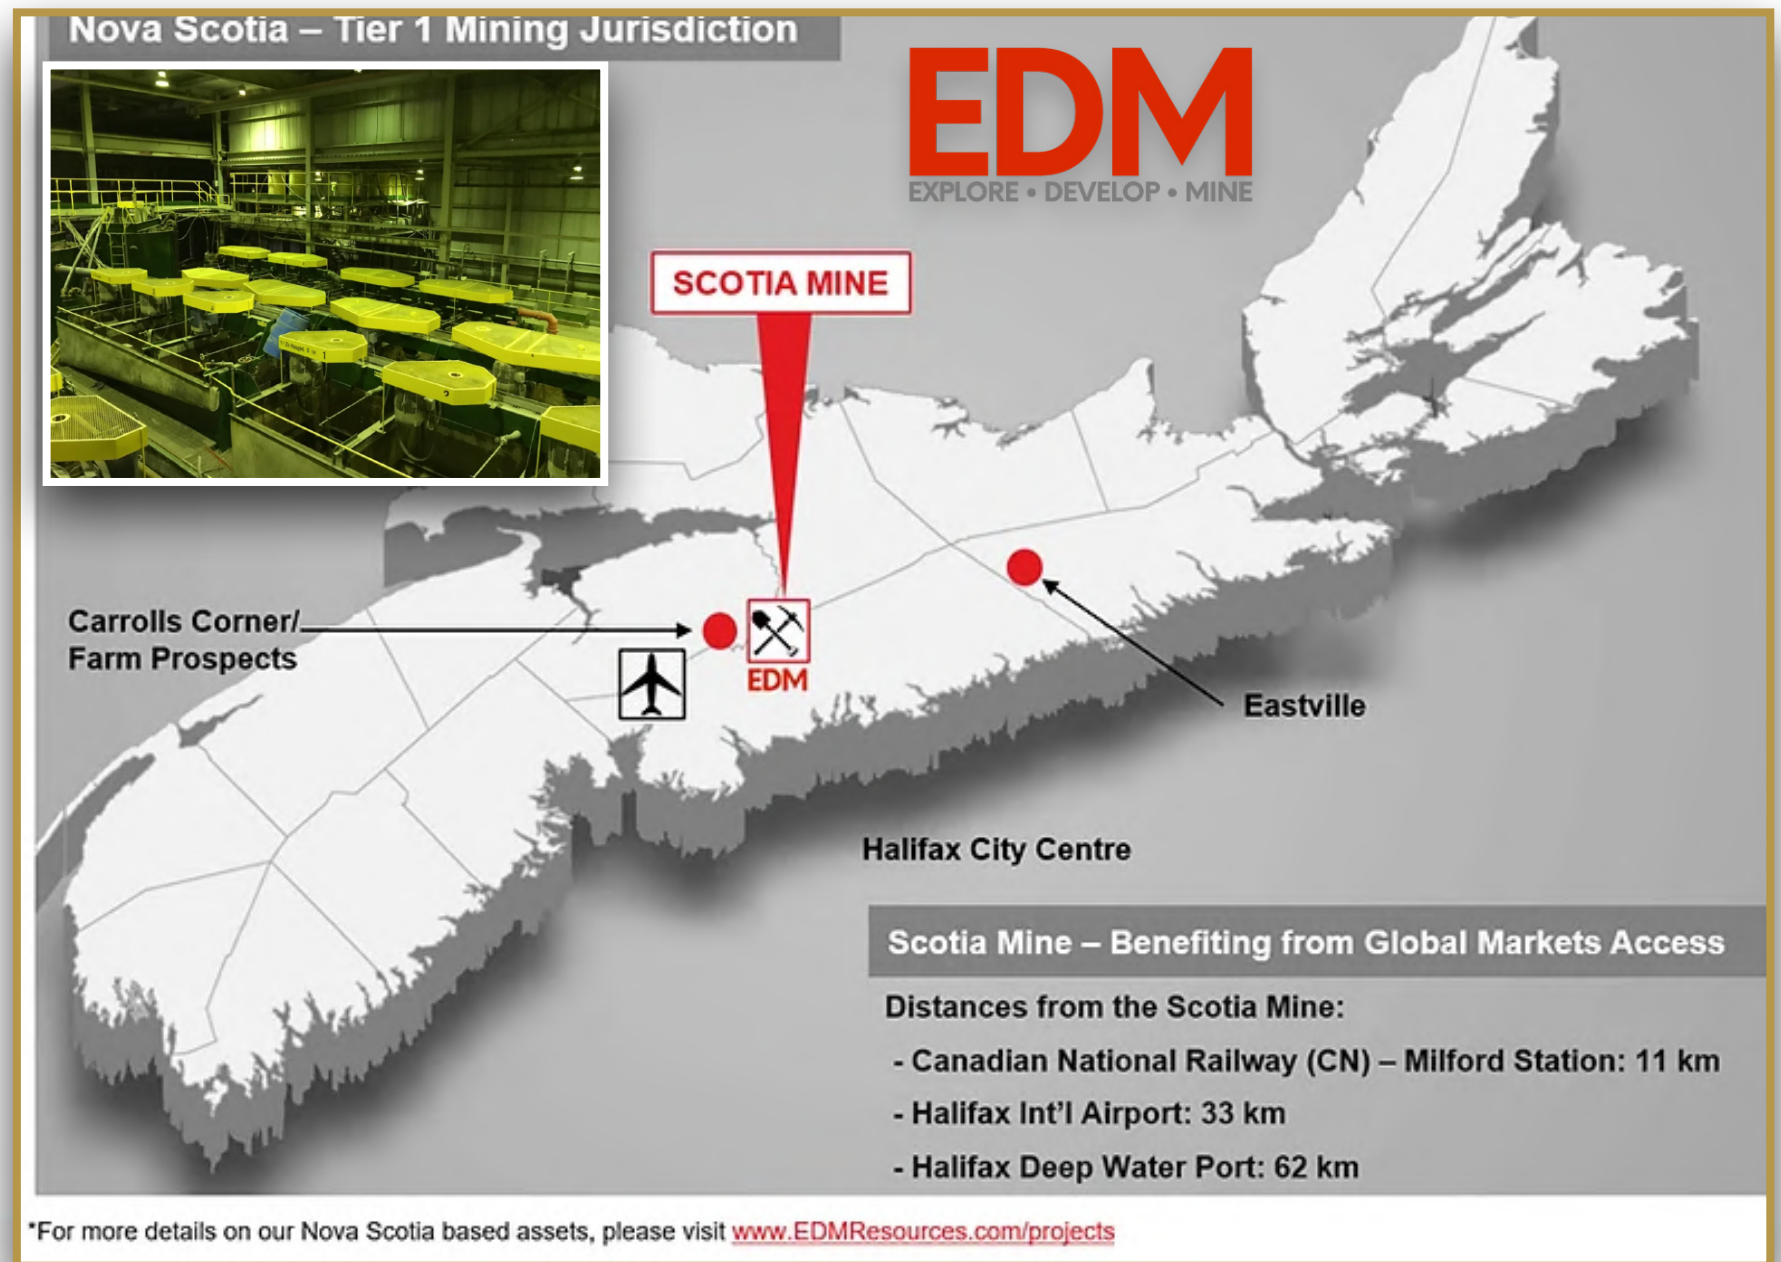 Nova Scotia – Tier 1 Mining Jurisdiction
EDM
EXPLORE • DEVELOP • MINE
SCOTIA MINE
Carrolls Corner/
Farm Prospects
EDM
Eastville
Halifax City Centre
Scotia Mine – Benefiting from Global Markets Access
Distances from the Scotia Mine:
- Canadian National Railway (CN) – Milford Station: 11 km
- Halifax Int'l Airport: 33 km
- Halifax Deep Water Port: 62 km
*For more details on our Nova Scotia based assets, please visit www.EDMResources.com/projects